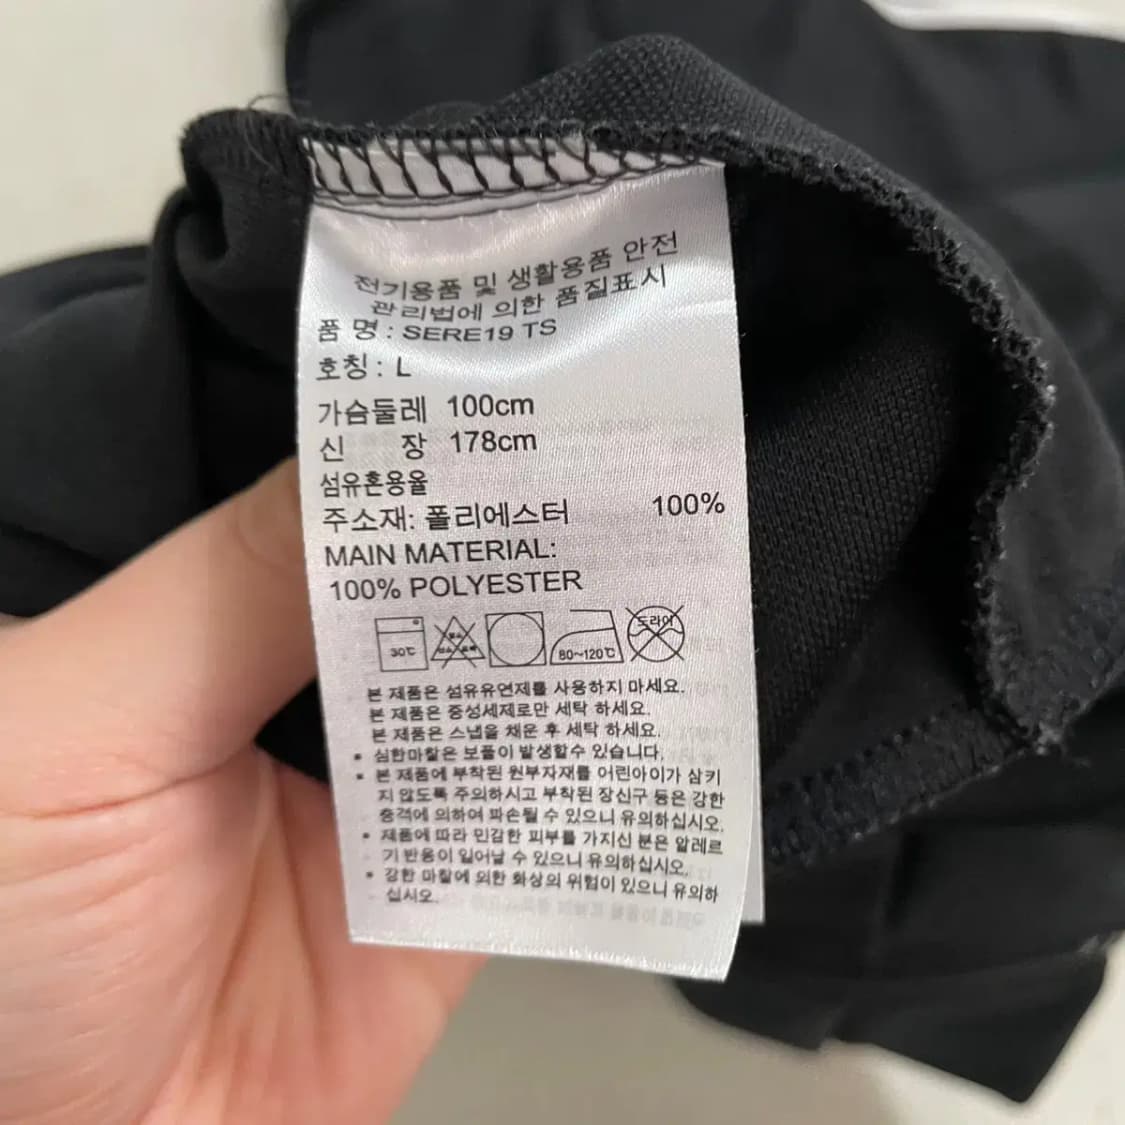 전기용품 및 생활용품 안전
관리법에 의한 품질표시
품 명 : SERE19 TS
호칭 : L
가슴둘레 100cm
신 장 178cm
섬유혼용율
주소재: 폴리에스터 100%
MAIN MATERIAL:
100% POLYESTER
30℃ 80~120℃ 드라이
본 제품은 섬유유연제를 사용하지 마세요.
본 제품은 중성세제로만 세탁 하세요.
본 제품은 스냅을 채운 후 세탁 하세요.
• 심한마찰은 보풀이 발생할수 있습니다.
• 본 제품에 부착된 원부자재를 어린아이가 삼키
지 않도록 주의하시고 부착된 장신구 등은 강한
충격에 의하여 파손될 수 있으니 유의하십시오.
• 제품에 따라 민감한 피부를 가지신 분은 알레르
기 반응이 일어날 수 있으니 유의하십시오.
• 강한 마찰에 의한 화상의 위험이 있으니 유의하
십시오.